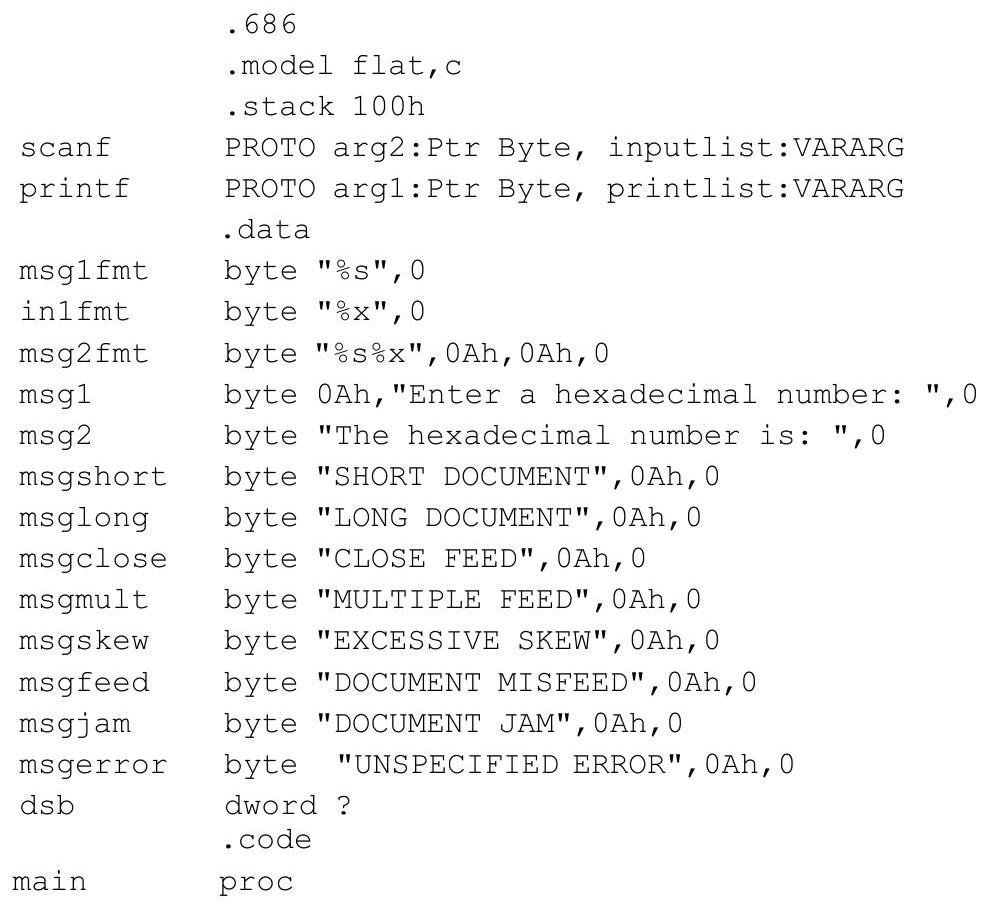 .686
.model flat,c
.stack 100h
scanf PROTO arg2:Ptr Byte, inputlist:VARARG
printf PROTO arg1:Ptr Byte, printlist:VARARG
.data
msg1fmt byte "%s",0
in1fmt byte "%x",0
msg2fmt byte "%s%x",0Ah,0Ah,0
msg1 byte 0Ah,"Enter a hexadecimal number: ",0
msg2 byte "The hexadecimal number is: ",0
msgshort byte "SHORT DOCUMENT",0Ah,0
msglong byte "LONG DOCUMENT",0Ah,0
msgclose byte "CLOSE FEED",0Ah,0
msgmult byte "MULTIPLE FEED",0Ah,0
msgskew byte "EXCESSIVE SKEW",0Ah,0
msgfeed byte "DOCUMENT MISFEED",0Ah,0
msgjam byte "DOCUMENT JAM",0Ah,0
msgerror byte "UNSPECIFIED ERROR",0Ah,0
dsb dword ?
.code
main proc